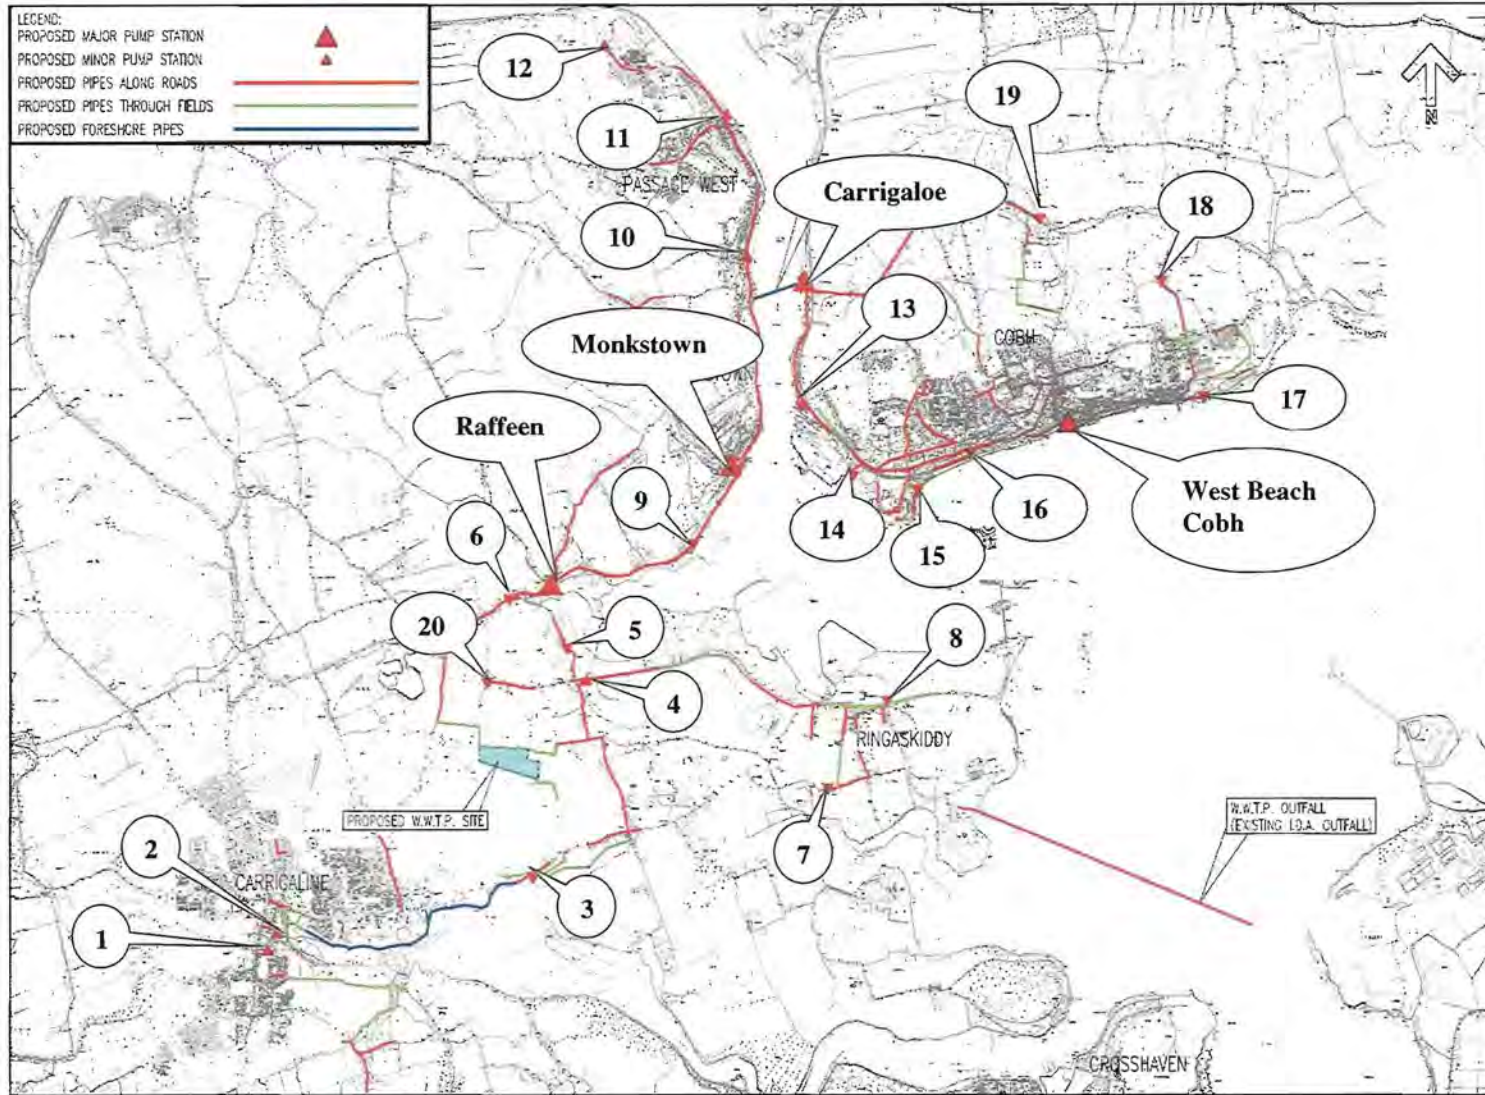 LEGEND:
PROPOSED MAJOR PUMP STATION
PROPOSED MINOR PUMP STATION
PROPOSED PIPES ALONG ROADS
PROPOSED PIPES THROUGH FIELDS
PROPOSED FORESHORE PIPES
12
19
11
Carrigaloe
PASSAGE WEST
18
10
13
Monkstown
COBH
17
Raffeen
9
16
West Beach
Cobh
6
14
15
20
5
8
4
RINGASKIDDY
PROPOSED W.W.T.P. SITE
7
W.W.T.P. OUTFALL
(EXISTING I.D.A. OUTFALL)
2
CARRIGALINE
3
1
CROSSHAVEN